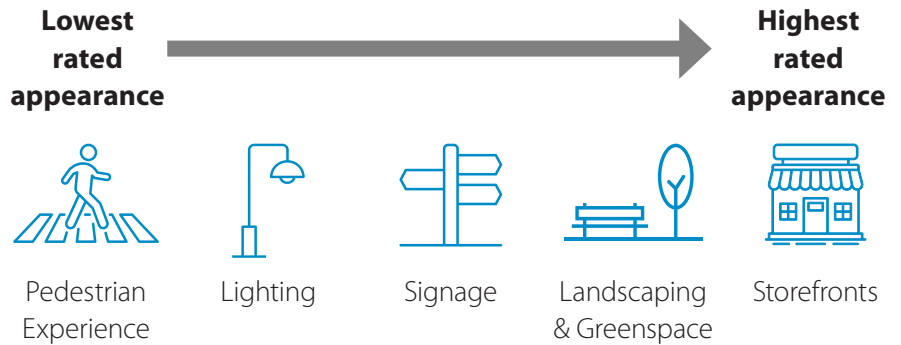 Lowest
rated
appearance
Highest
rated
appearance
Pedestrian
Experience
Lighting
Signage
Landscaping
& Greenspace
Storefronts